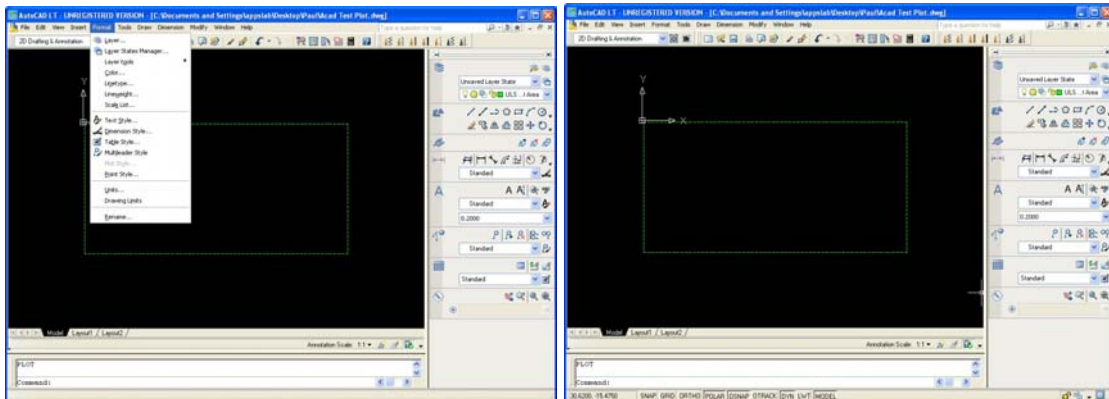 AutoCAD LT - UNREGISTERED VERSION - [C:\Documents and Settings\appslab\Desktop\Paul\Acad Test Plot.dwg]
File Edit View Insert Format Tools Draw Dimension Modify Window Help
2D Drafting & Annotation
Layer...
Layer States Manager...
Layer tools
Color...
Linetype...
Lineweight...
Scale List...
Text Style...
Dimension Style...
Table Style...
Multileader Style
Plot Style...
Point Style...
Units...
Drawing Limits
Rename...
Y
Unsaved Layer State
Standard
Standard
0.2000
Standard
Standard
Model Layout1 Layout2
Annotation Scale: 1:1
PLOT
Command:
AutoCAD LT - UNREGISTERED VERSION - [C:\Documents and Settings\appslab\Desktop\Paul\Acad Test Plot.dwg]
File Edit View Insert Format Tools Draw Dimension Modify Window Help
2D Drafting & Annotation
Y
X
Unsaved Layer State
Standard
Standard
0.2000
Standard
Standard
Model Layout1 Layout2
Annotation Scale: 1:1
PLOT
Command:
SNAP GRID ORTHO POLAR OSNAP OTRACK DYN LWT MODEL